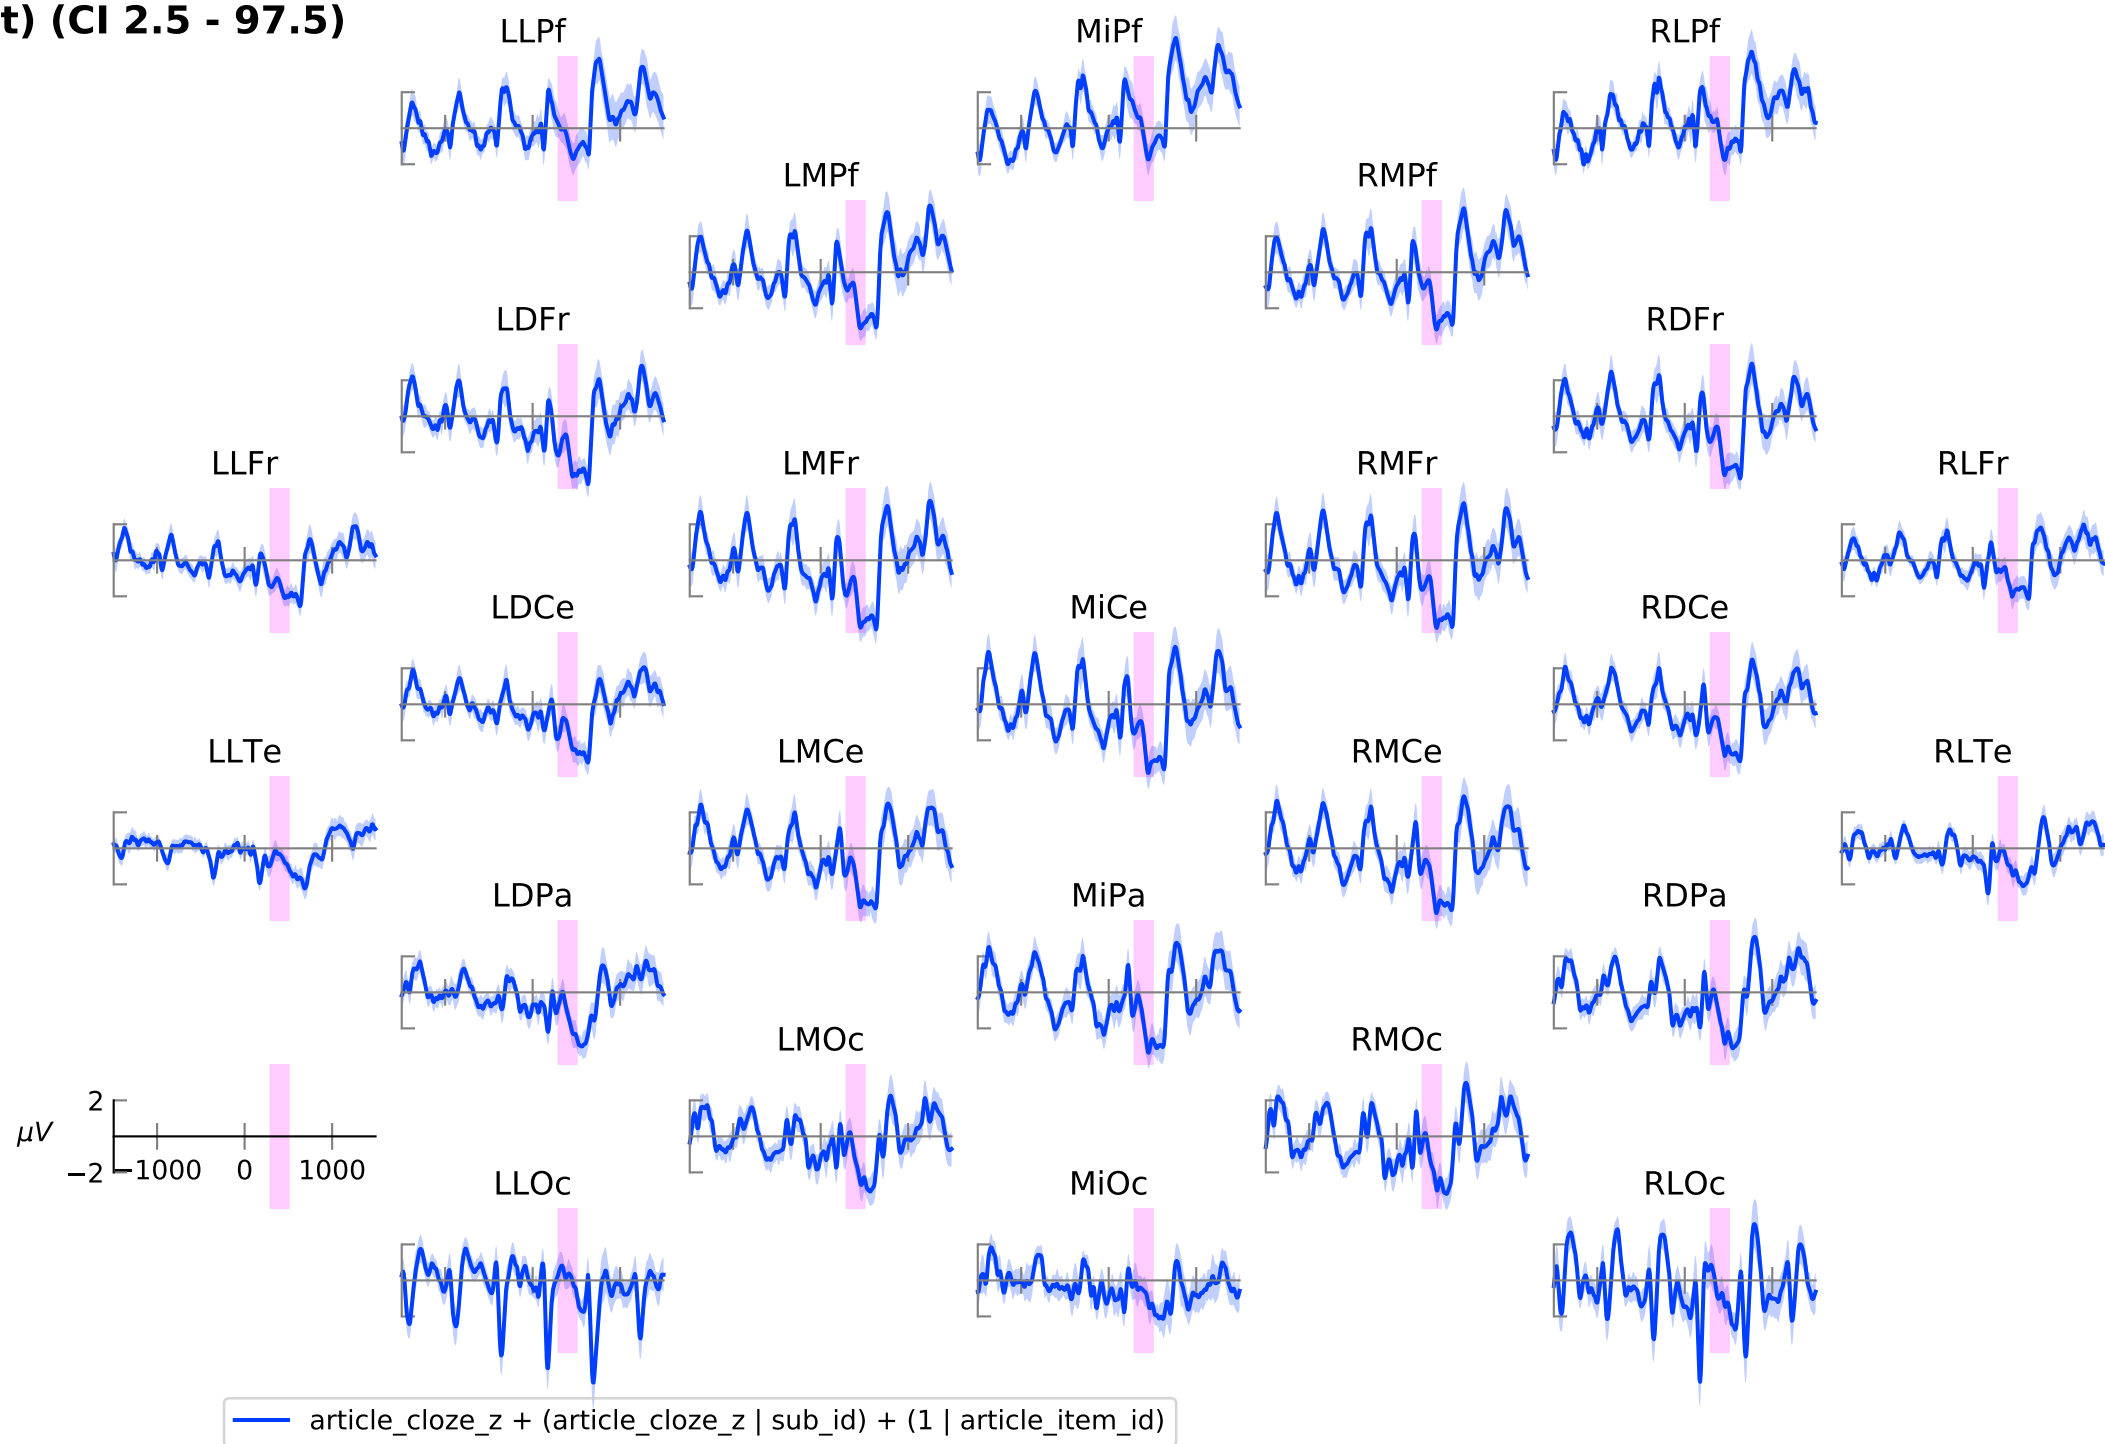 t) (CI 2.5 - 97.5)
LLPf
MiPf
RLPf
LMPf
RMPf
LDFr
RDFr
LLFr
LMFr
RMFr
RLFr
LDCe
MiCe
RDCe
LLTe
LMCe
RMCe
RLTe
LDPa
MiPa
RDPa
LMOc
RMOc
2
μV
−2
−1000 0 1000
LLOc
MiOc
RLOc
article_cloze_z + (article_cloze_z | sub_id) + (1 | article_item_id)